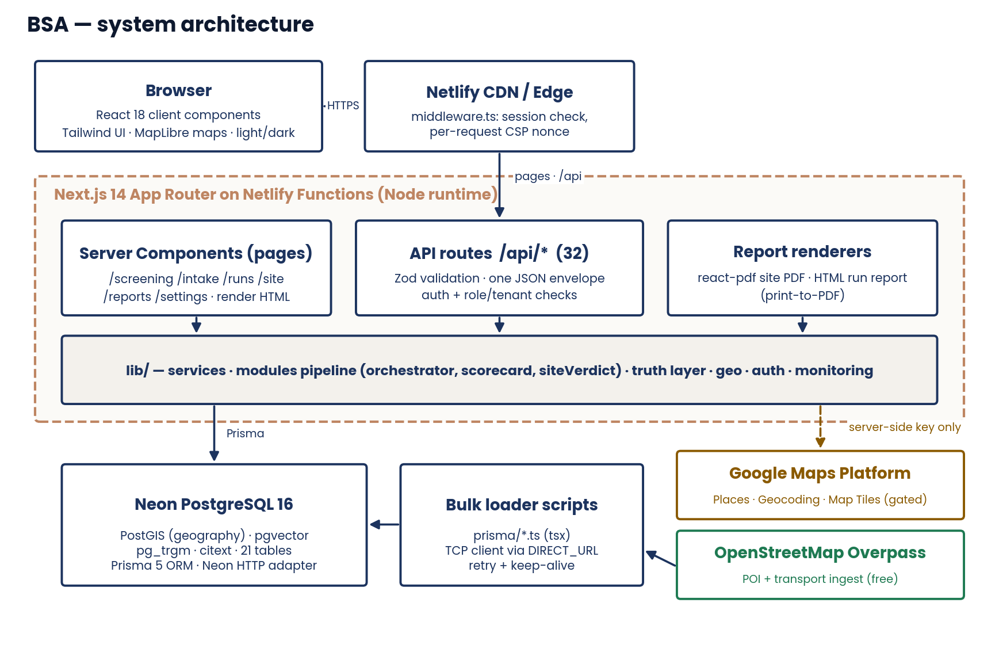 BSA — system architecture
Browser
React 18 client components
Tailwind UI · MapLibre maps · light/dark
HTTPS
Netlify CDN / Edge
middleware.ts: session check,
per-request CSP nonce
pages · /api
Next.js 14 App Router on Netlify Functions (Node runtime)
Server Components (pages)
/screening /intake /runs /site
/reports /settings · render HTML
API routes /api/* (32)
Zod validation · one JSON envelope
auth + role/tenant checks
Report renderers
react-pdf site PDF · HTML run report
(print-to-PDF)
lib/ — services · modules pipeline (orchestrator, scorecard, siteVerdict) · truth layer · geo · auth · monitoring
Prisma
server-side key only
Neon PostgreSQL 16
PostGIS (geography) · pgvector
pg_trgm · citext · 21 tables
Prisma 5 ORM · Neon HTTP adapter
Bulk loader scripts
prisma/*.ts (tsx)
TCP client via DIRECT_URL
retry + keep-alive
Google Maps Platform
Places · Geocoding · Map Tiles (gated)
OpenStreetMap Overpass
POI + transport ingest (free)